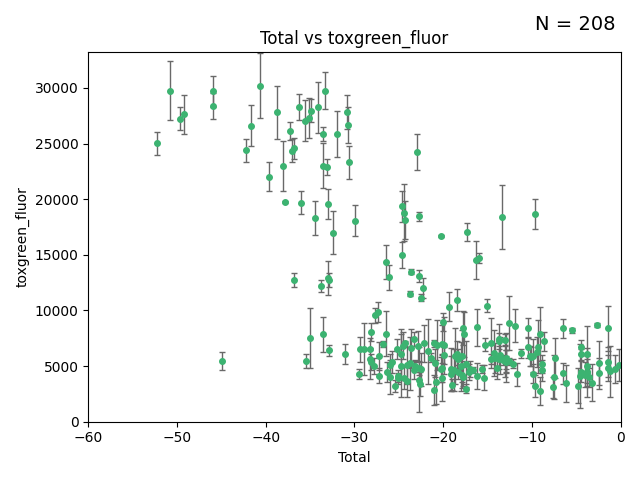 N = 208
Total vs toxgreen_fluor
30000
25000
20000
15000
10000
5000
0
toxgreen_fluor
−60 −50 −40 −30 −20 −10 0
Total